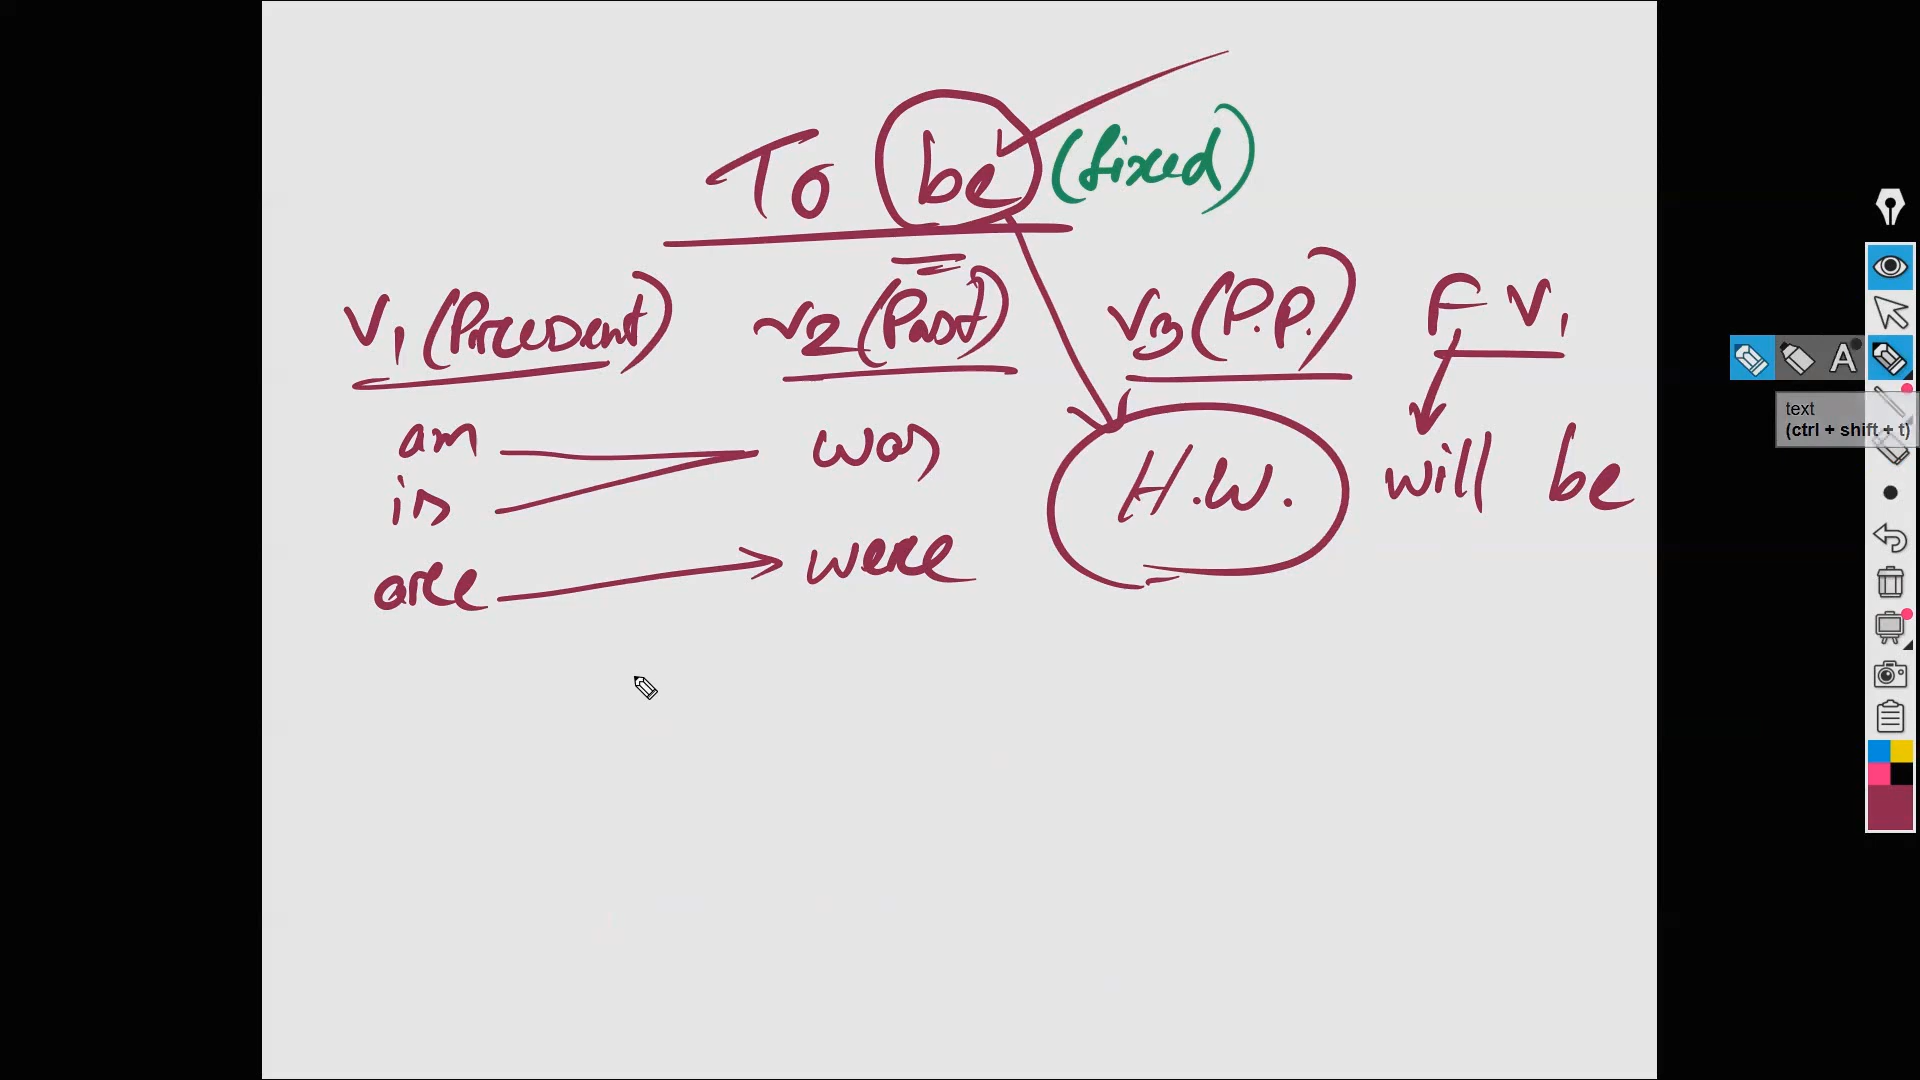 To be (fixed)
V1 (Present) V2 (Past) V3 (P.P.) F V1
am was H.W. will be
is
are were
A
text
(ctrl + shift + t)